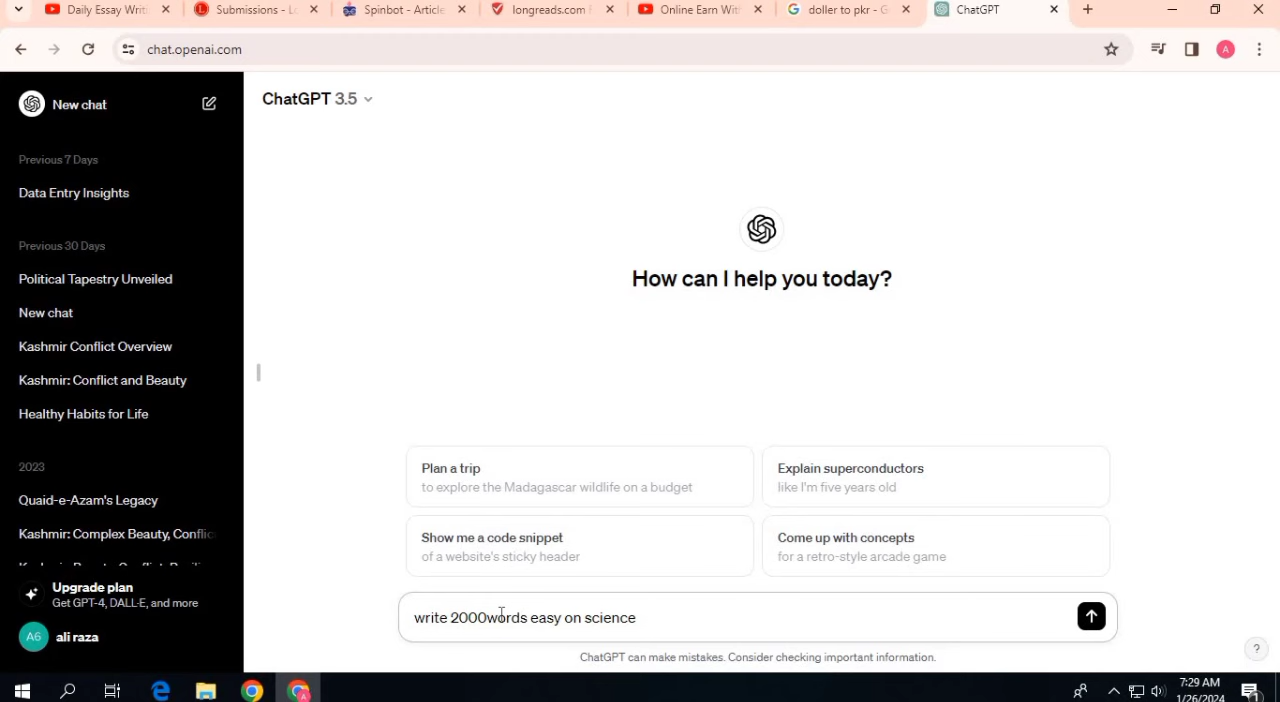 Daily Essay Writi
Submissions - Lo
Spinbot - Article
longreads.com F
Online Earn With
doller to pkr - G
ChatGPT
chat.openai.com
A
New chat
ChatGPT 3.5
Previous 7 Days
Data Entry Insights
Previous 30 Days
Political Tapestry Unveiled
New chat
Kashmir Conflict Overview
Kashmir: Conflict and Beauty
Healthy Habits for Life
2023
Quaid-e-Azam's Legacy
Kashmir: Complex Beauty, Conflic
Upgrade plan
Get GPT-4, DALL·E, and more
A6
ali raza
How can I help you today?
Plan a trip
to explore the Madagascar wildlife on a budget
Explain superconductors
like I'm five years old
Show me a code snippet
of a website's sticky header
Come up with concepts
for a retro-style arcade game
write 2000words easy on science
ChatGPT can make mistakes. Consider checking important information.
?
7:29 AM
1/26/2024